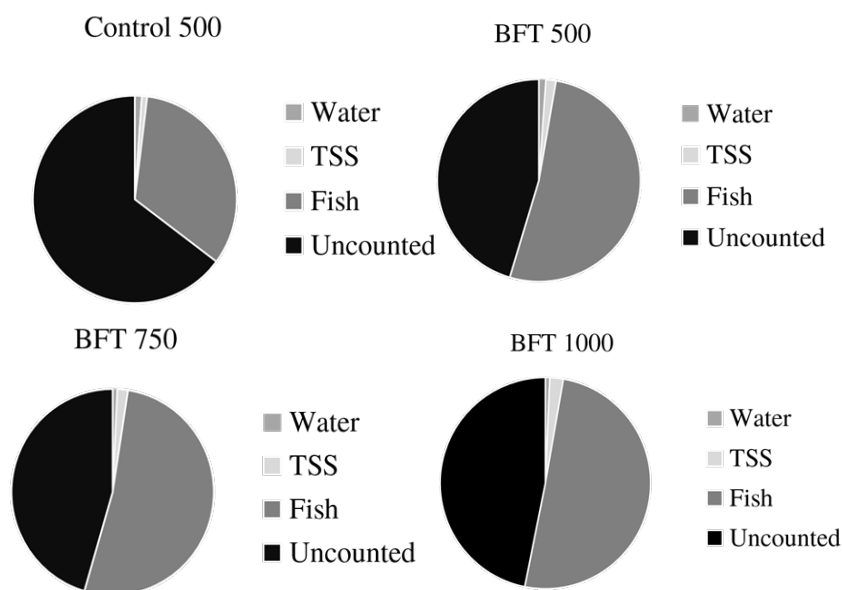 Control 500
Water
TSS
Fish
Uncounted
BFT 500
Water
TSS
Fish
Uncounted
BFT 750
Water
TSS
Fish
Uncounted
BFT 1000
Water
TSS
Fish
Uncounted